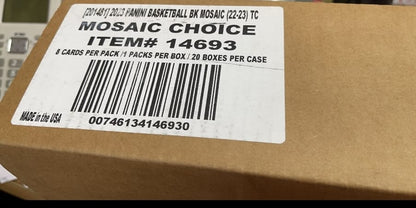 [201481] 2023 PANINI BASKETBALL BK MOSAIC (22-23) TC
MOSAIC CHOICE
ITEM# 14693
8 CARDS PER PACK /1 PACKS PER BOX / 20 BOXES PER CASE
MADE in the USA
00746134146930